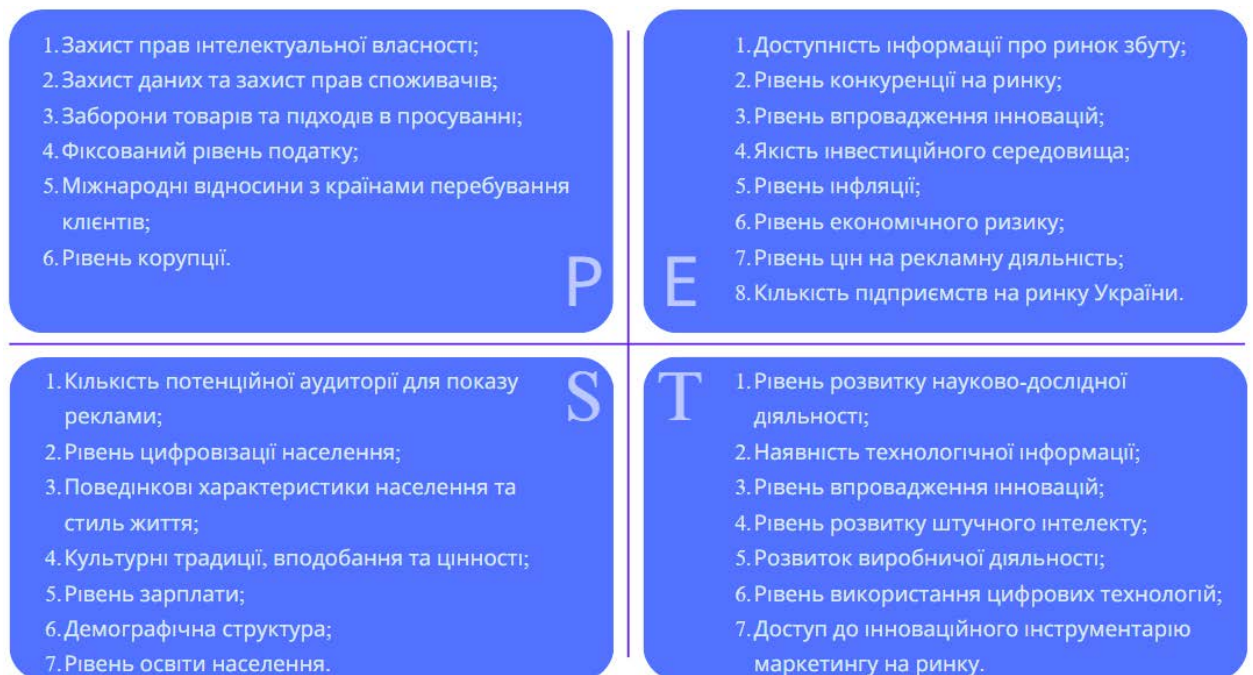 1. Захист прав інтелектуальної власності;
2. Захист даних та захист прав споживачів;
3. Заборони товарів та підходів в просуванні;
4. Фіксований рівень податку;
5. Міжнародні відносини з країнами перебування
клієнтів;
6. Рівень корупції.
P
1. Доступність інформації про ринок збуту;
2. Рівень конкуренції на ринку;
3. Рівень впровадження інновацій;
4. Якість інвестиційного середовища;
5. Рівень інфляції;
6. Рівень економічного ризику;
7. Рівень цін на рекламну діяльність;
8. Кількість підприємств на ринку України.
E
1. Кількість потенційної аудиторії для показу
реклами;
2. Рівень цифровізації населення;
3. Поведінкові характеристики населення та
стиль життя;
4. Культурні традиції, вподобання та цінності;
5. Рівень зарплати;
6. Демографічна структура;
7. Рівень освіти населення.
S
T
1. Рівень розвитку науково-дослідної
діяльності;
2. Наявність технологічної інформації;
3. Рівень впровадження інновацій;
4. Рівень розвитку штучного інтелекту;
5. Розвиток виробничої діяльності;
6. Рівень використання цифрових технологій;
7. Доступ до інноваційного інструментарію
маркетингу на ринку.